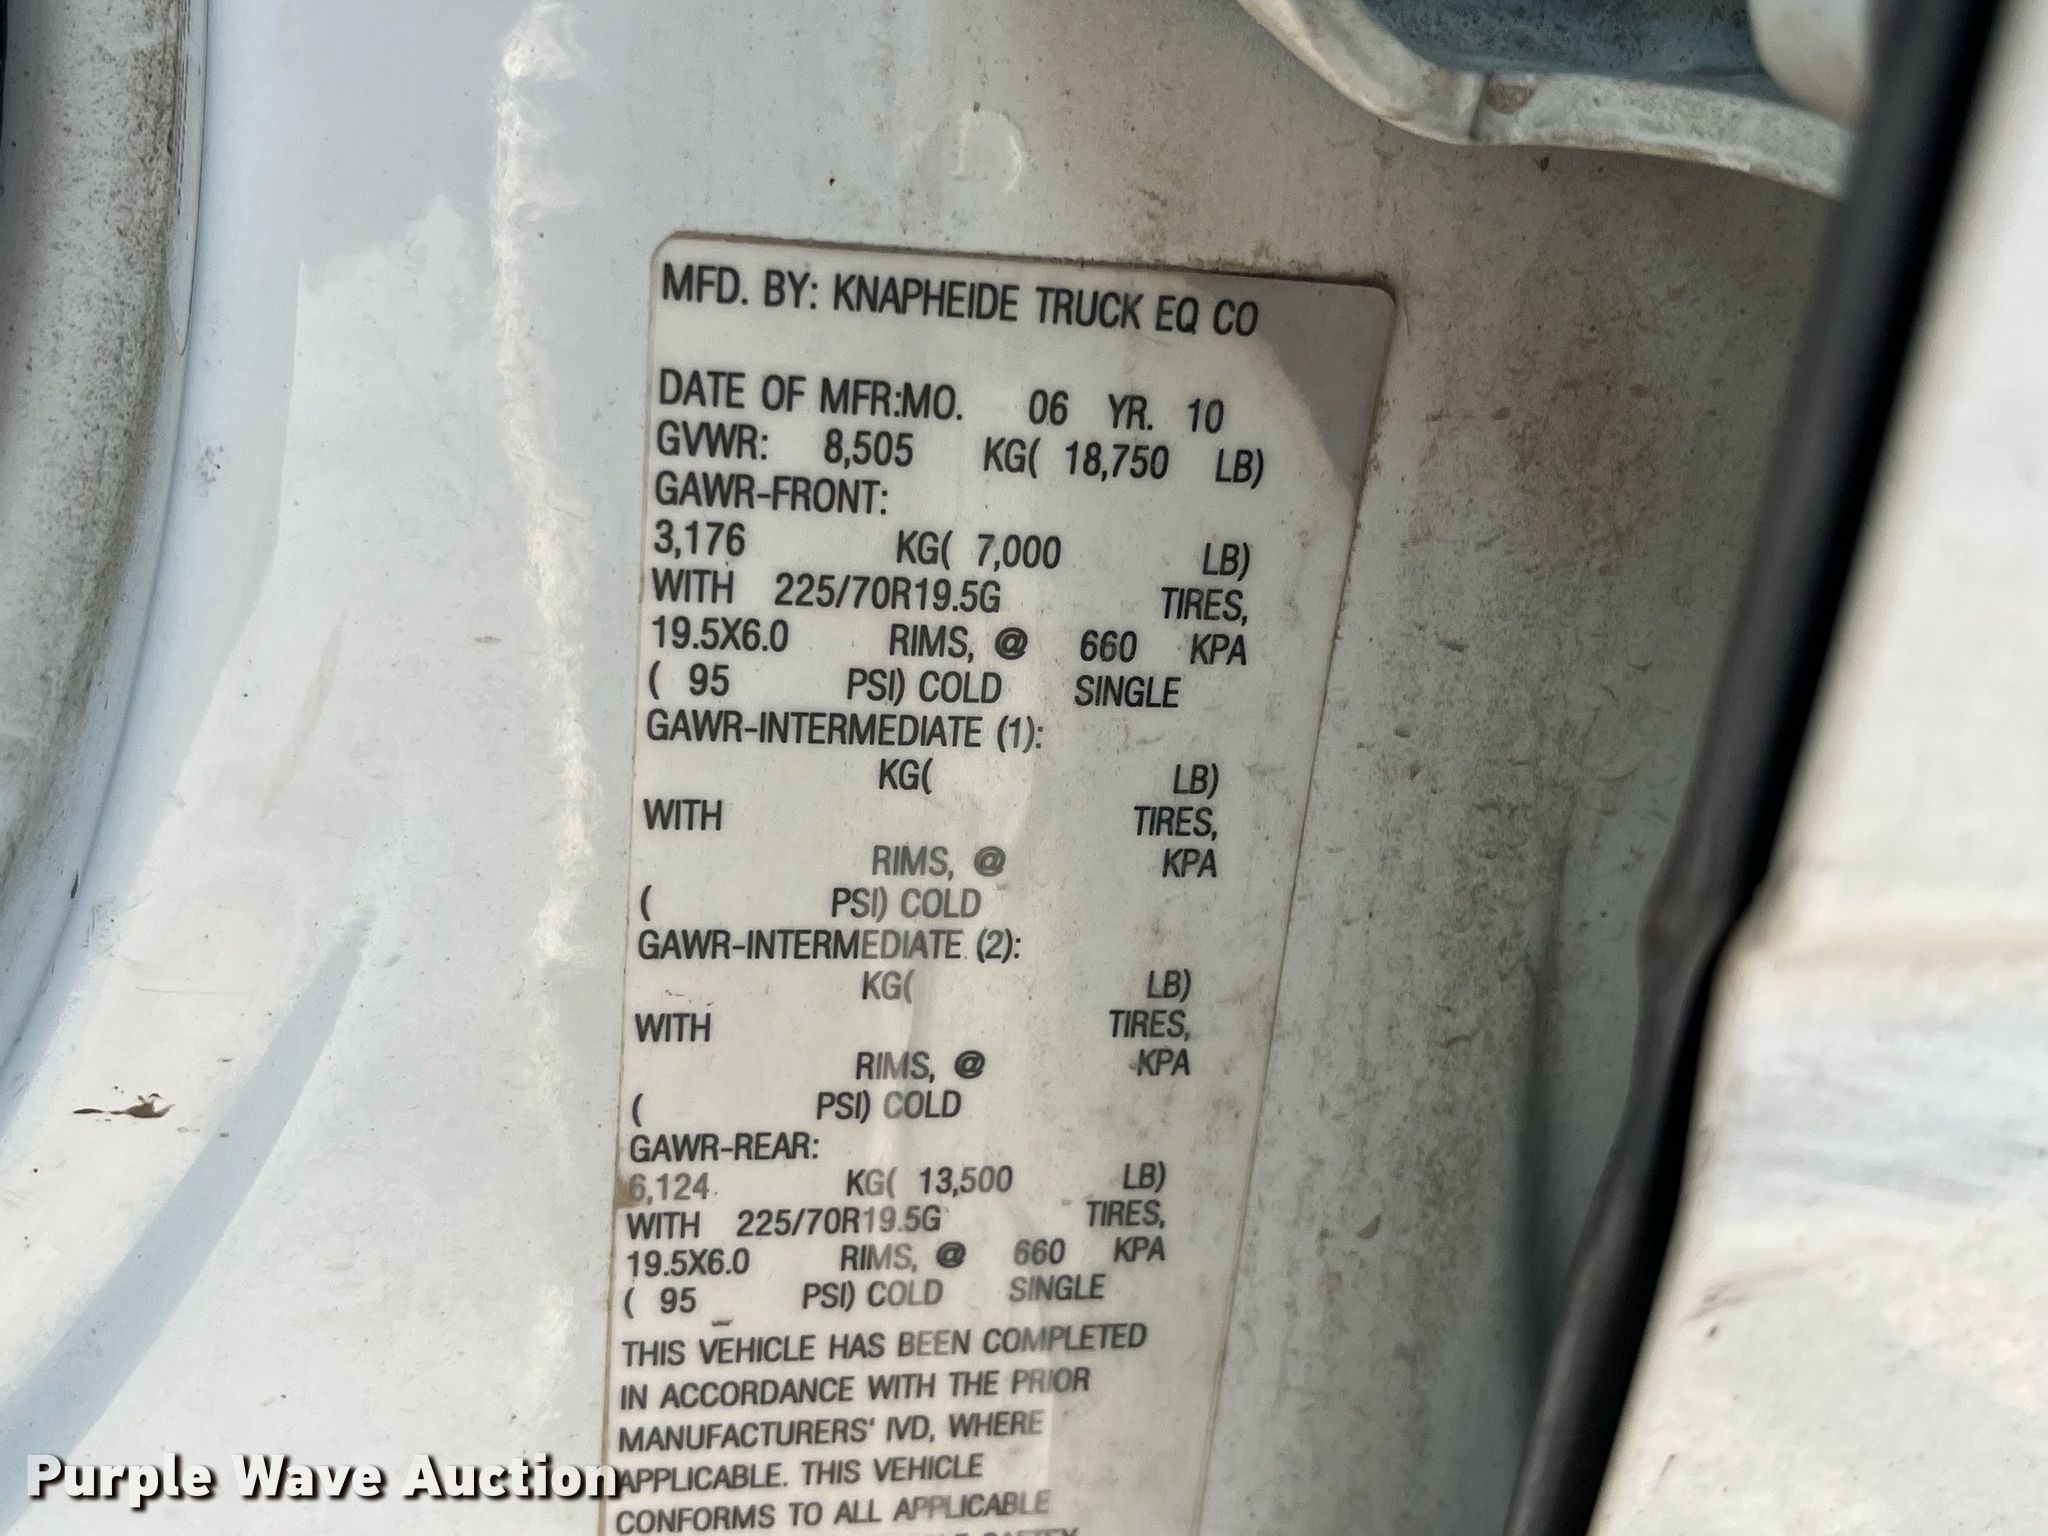 MFD. BY: KNAPHEIDE TRUCK EQ CO
DATE OF MFR:MO. 06 YR. 10
GVWR: 8,505 KG( 18,750 LB)
GAWR-FRONT:
3,176 KG( 7,000 LB)
WITH 225/70R19.5G TIRES,
19.5X6.0 RIMS, @ 660 KPA
( 95 PSI) COLD SINGLE
GAWR-INTERMEDIATE (1):
KG( LB)
WITH TIRES,
RIMS, @ KPA
( PSI) COLD
GAWR-INTERMEDIATE (2):
KG( LB)
WITH TIRES,
RIMS, @ KPA
( PSI) COLD
GAWR-REAR:
6,124 KG( 13,500 LB)
WITH 225/70R19.5G TIRES,
19.5X6.0 RIMS, @ 660 KPA
( 95 PSI) COLD SINGLE
THIS VEHICLE HAS BEEN COMPLETED
IN ACCORDANCE WITH THE PRIOR
MANUFACTURERS' IVD, WHERE
APPLICABLE. THIS VEHICLE
CONFORMS TO ALL APPLICABLE
Purple Wave Auction